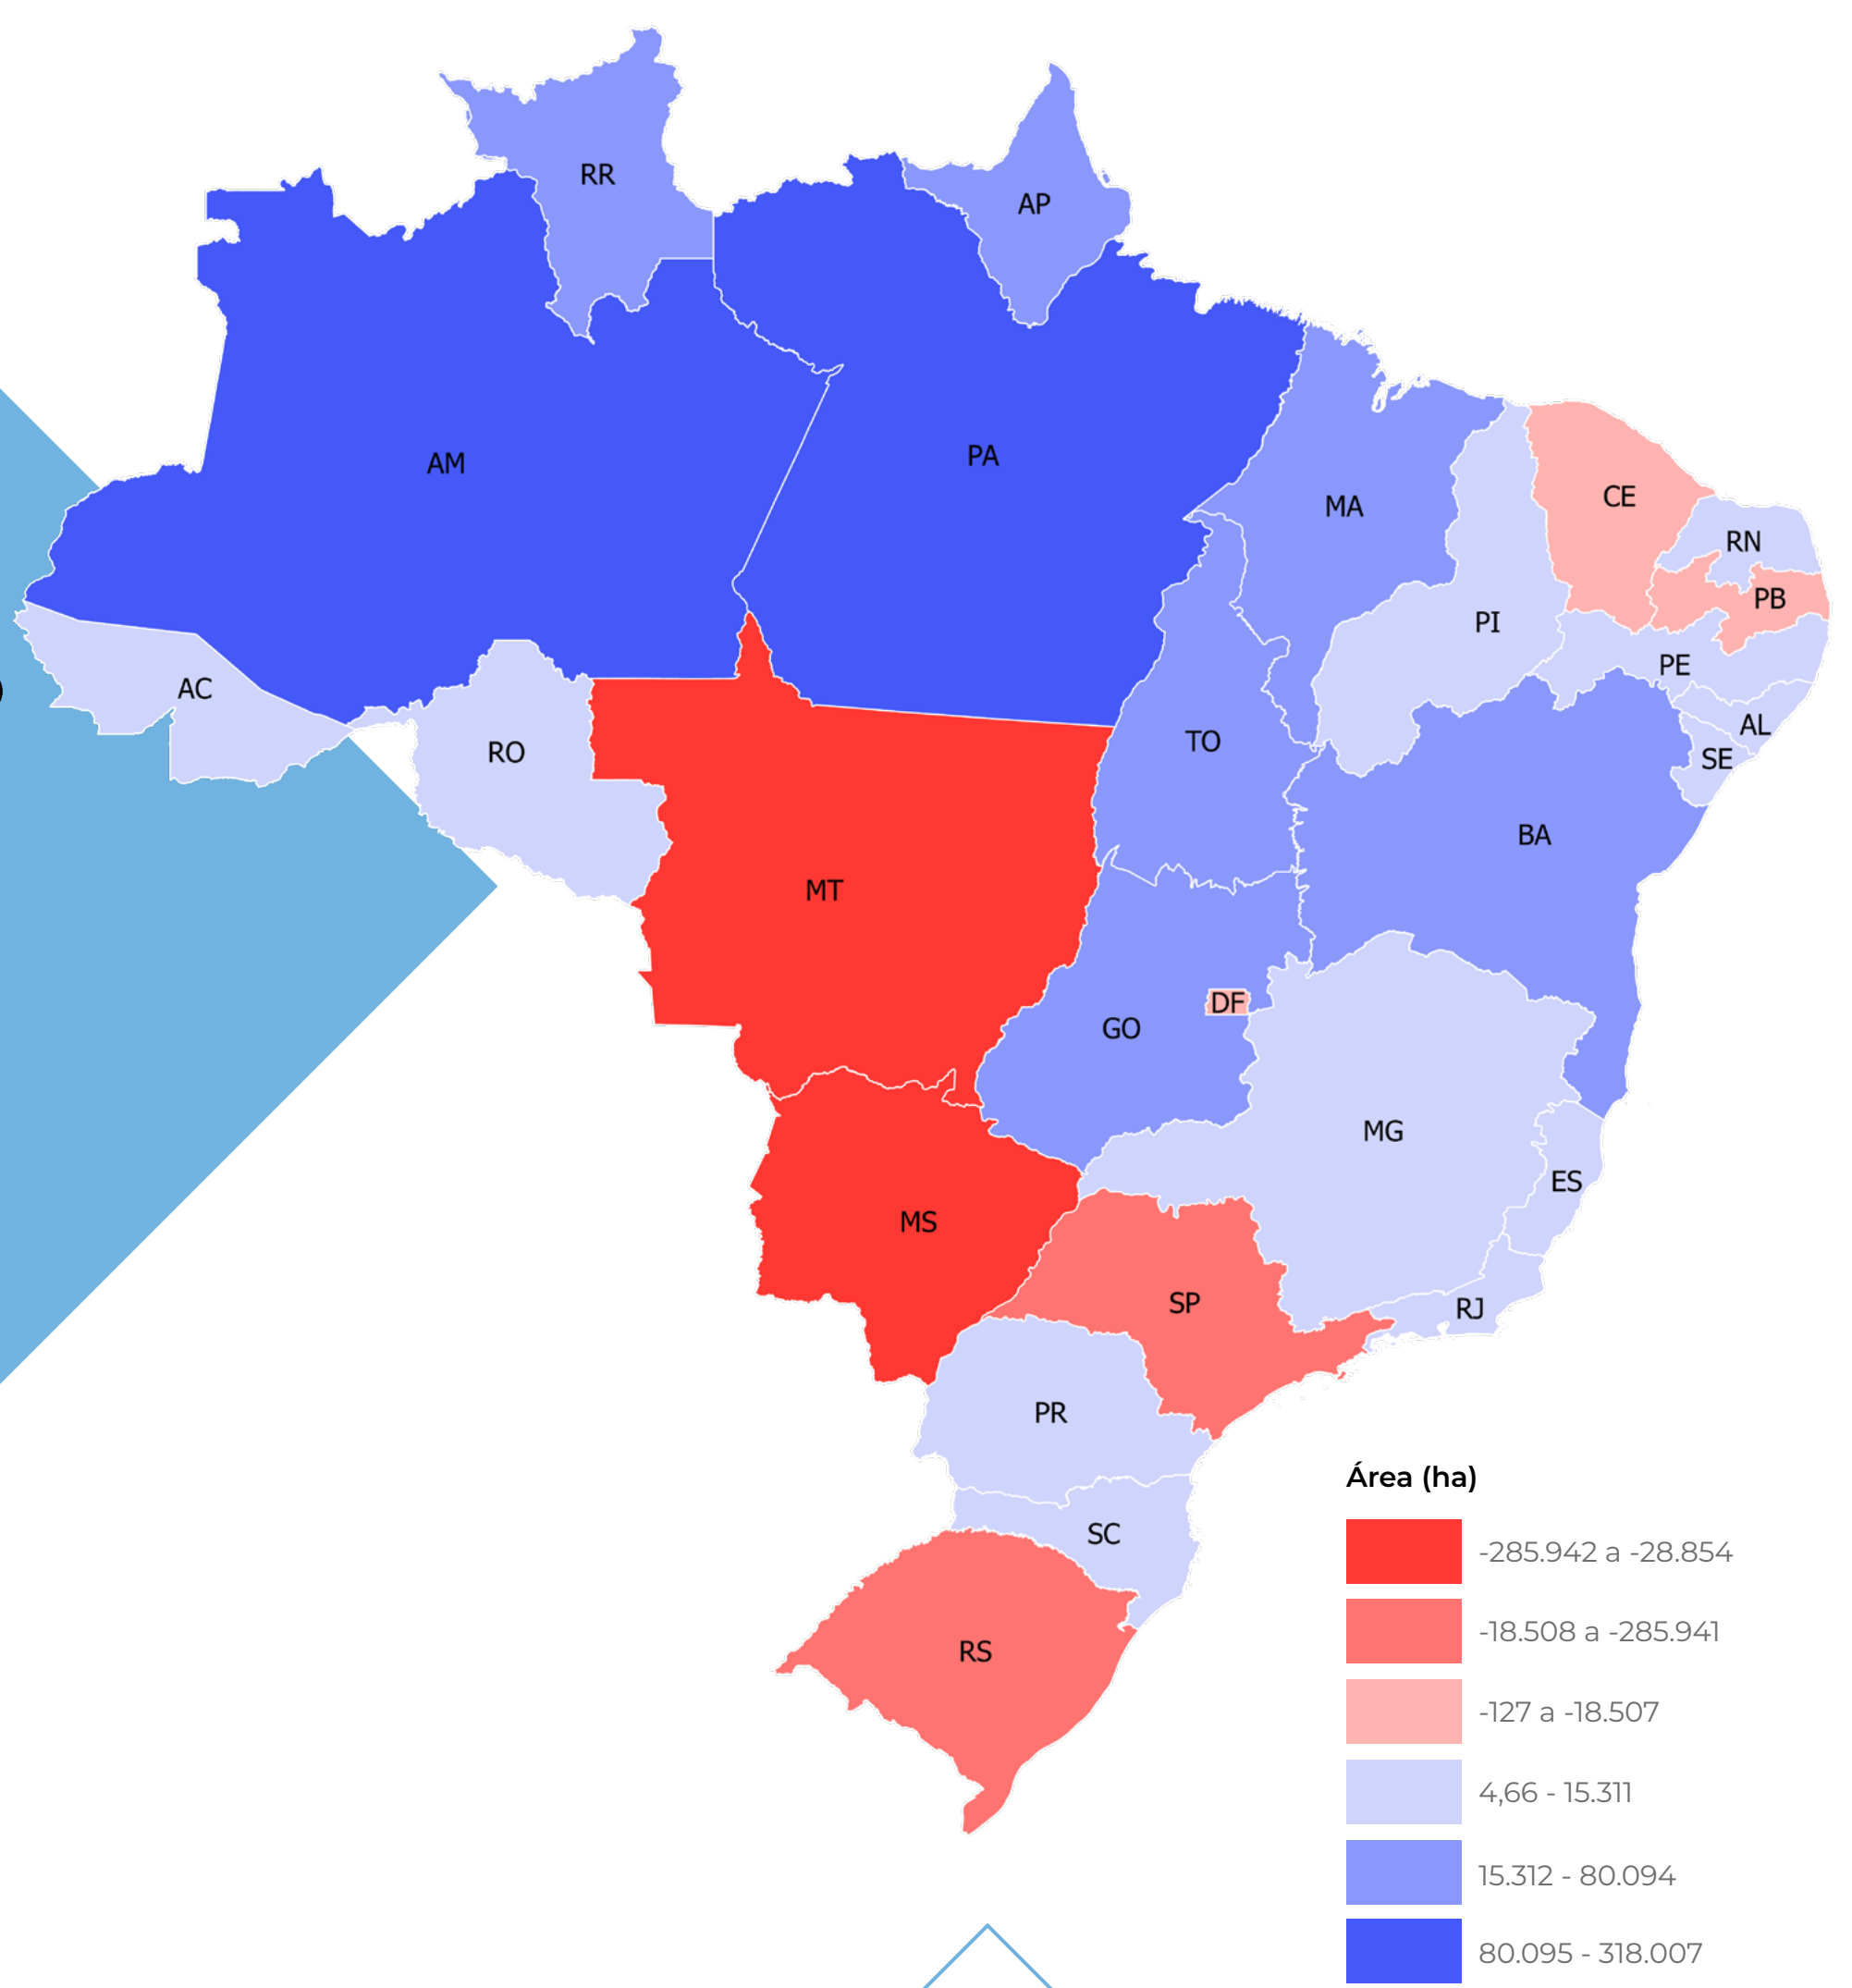 RR
AP
AM
PA
MA
CE
RN
PB
PI
PE
AC
AL
RO
TO
SE
BA
MT
DF
GO
MG
ES
MS
SP
RJ
PR
SC
RS
Área (ha)
-285.942 a -28.854
-18.508 a -285.941
-127 a -18.507
4,66 - 15.311
15.312 - 80.094
80.095 - 318.007